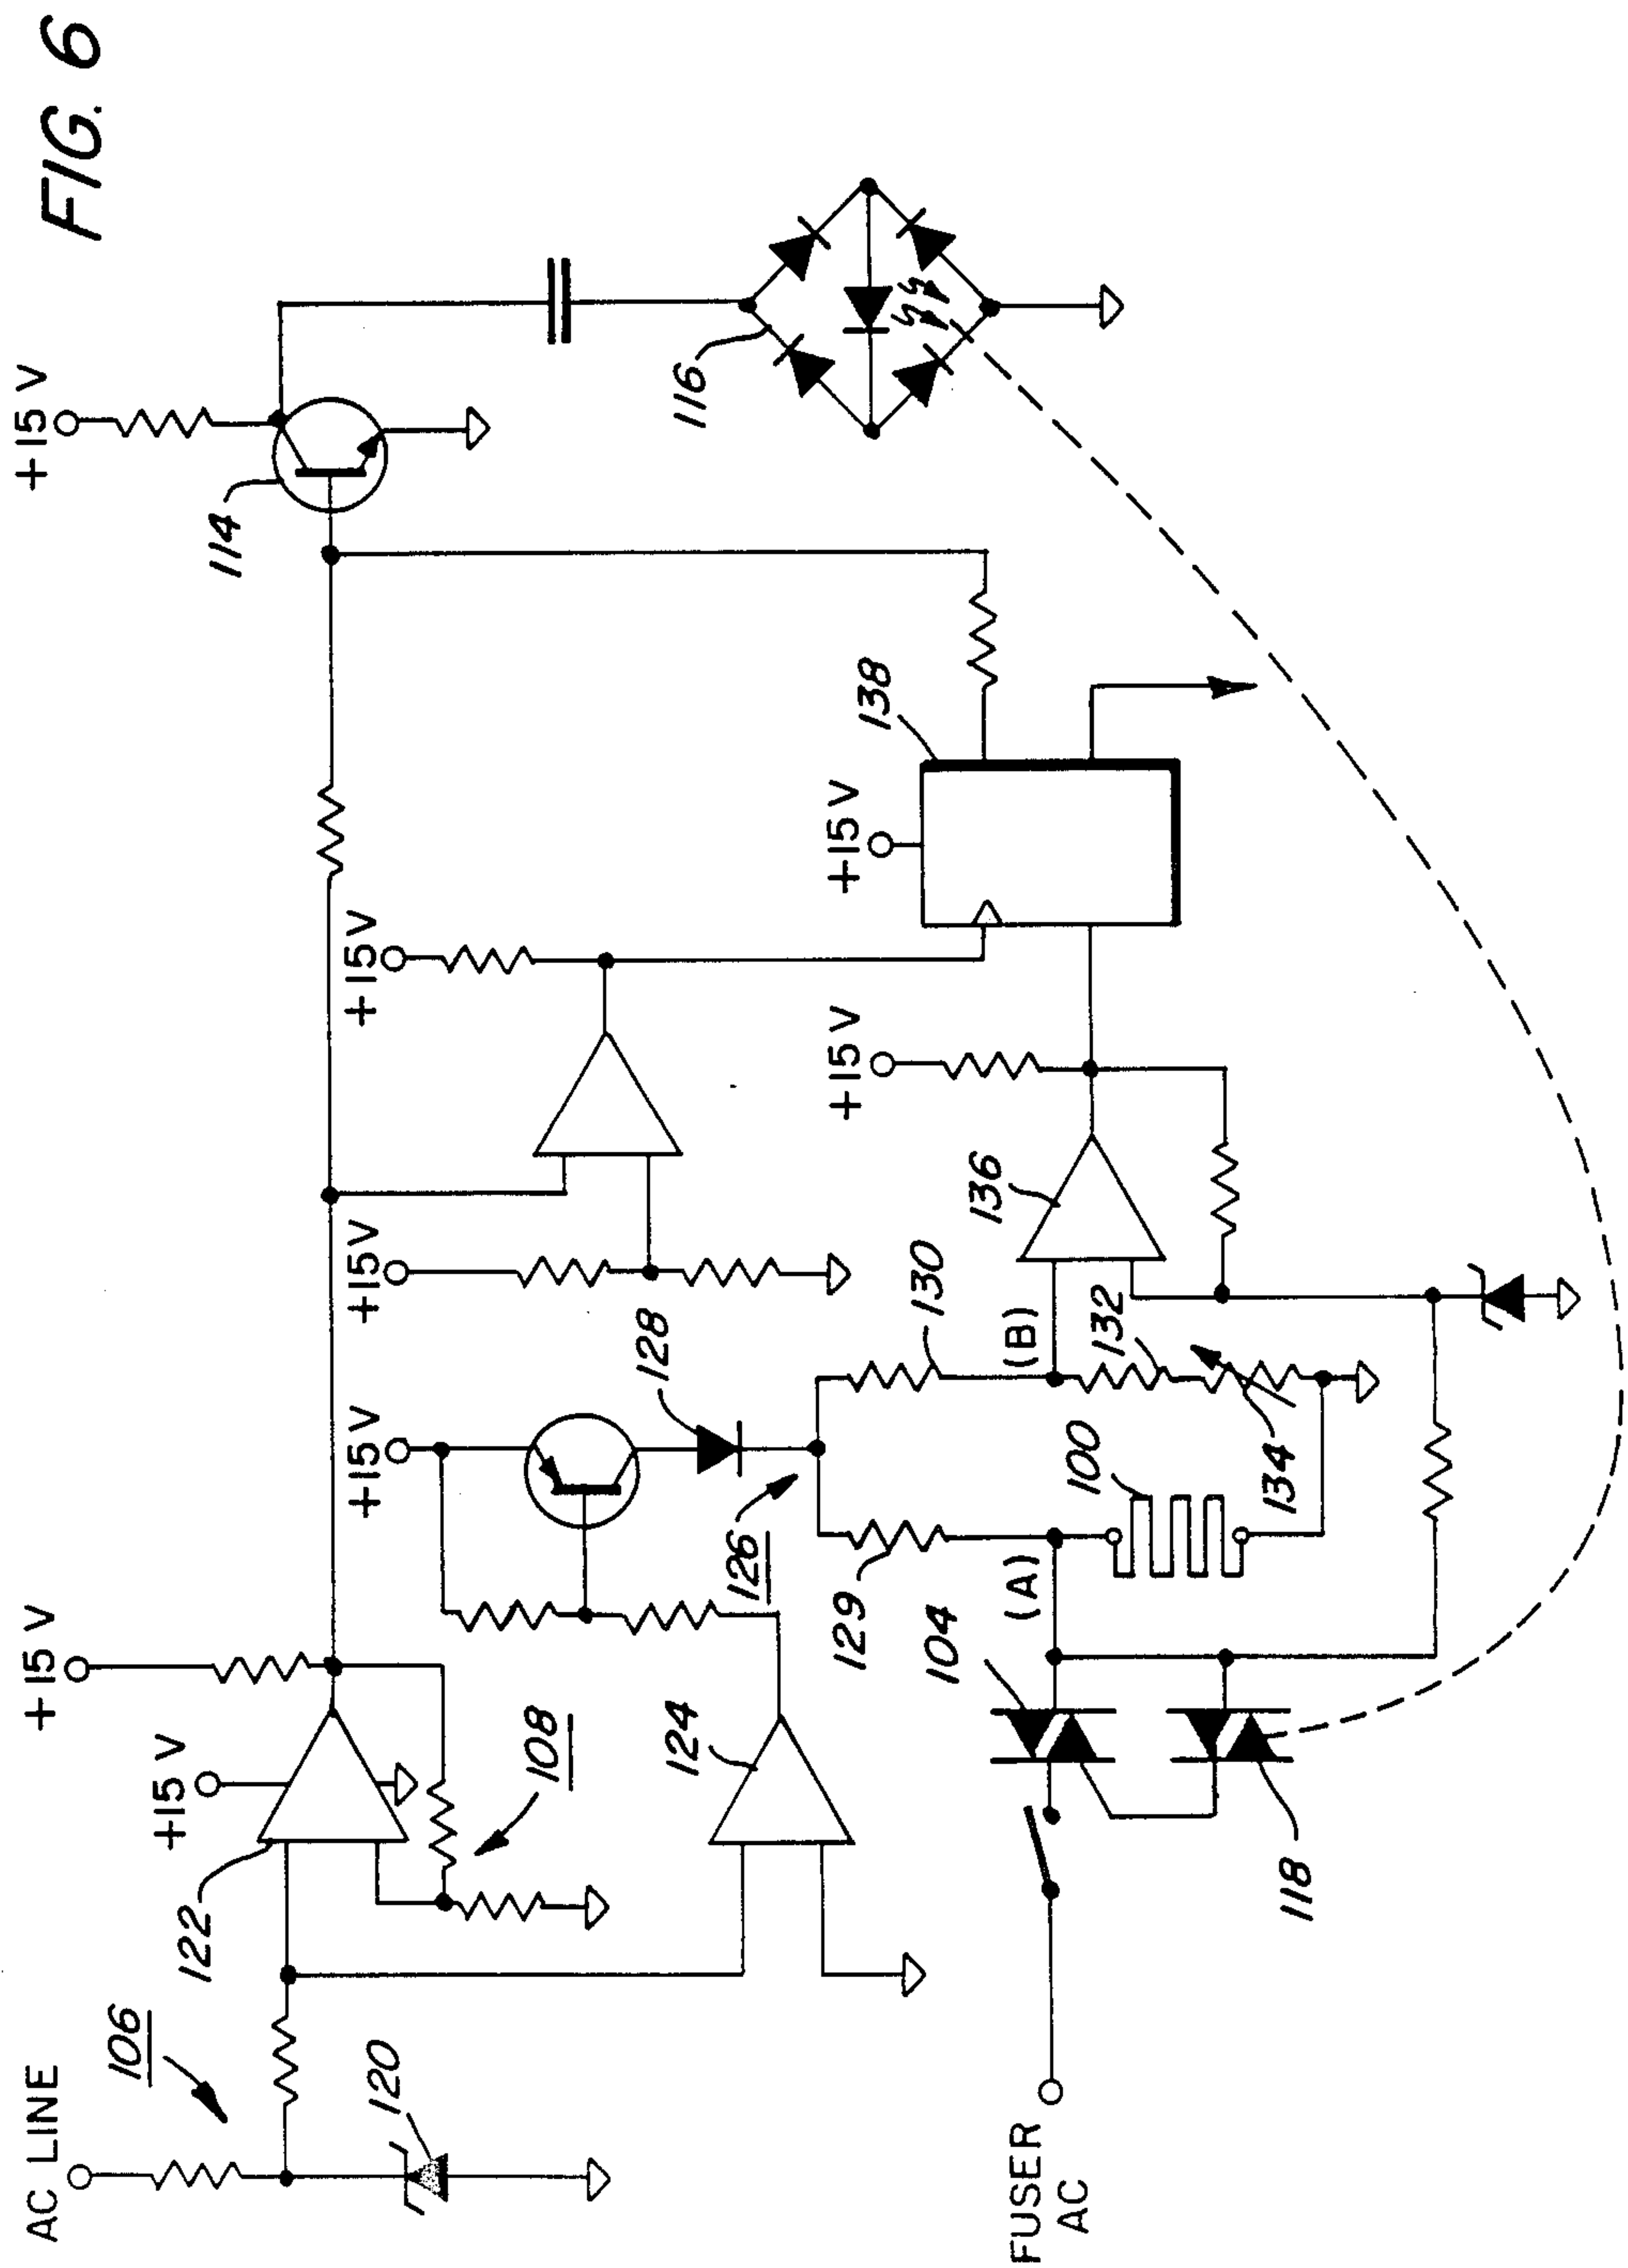 FIG. 6
AC LINE
106
120
122
+15 V
+15 V
108
124
+15 V
126
128
+15 V
+15 V
114
+15 V
116
FUSER
AC
104
118
129
(A)
100
130
(B)
132
134
136
+15 V
138
+15 V